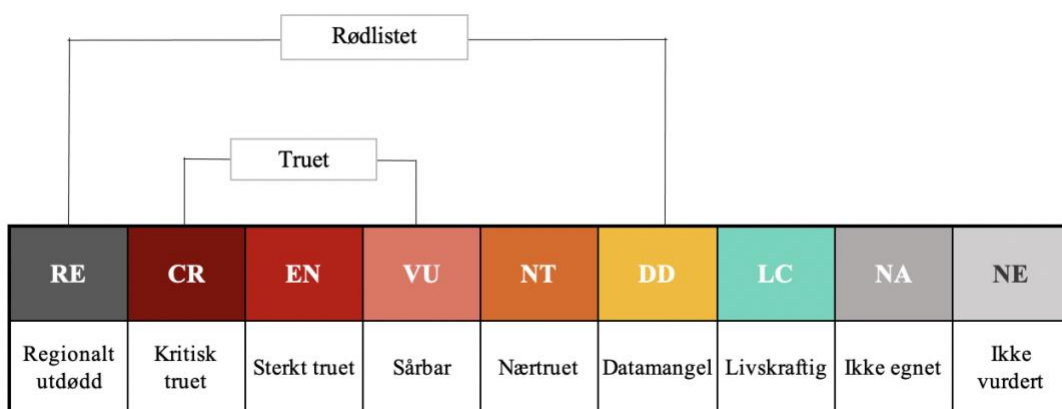 Rødlistet
Truet
RE CR EN VU NT DD LC NA NE
Regionalt utdødd
Kritisk truet
Sterkt truet
Sårbar
Nærtruet
Datamangel
Livskraftig
Ikke egnet
Ikke vurdert